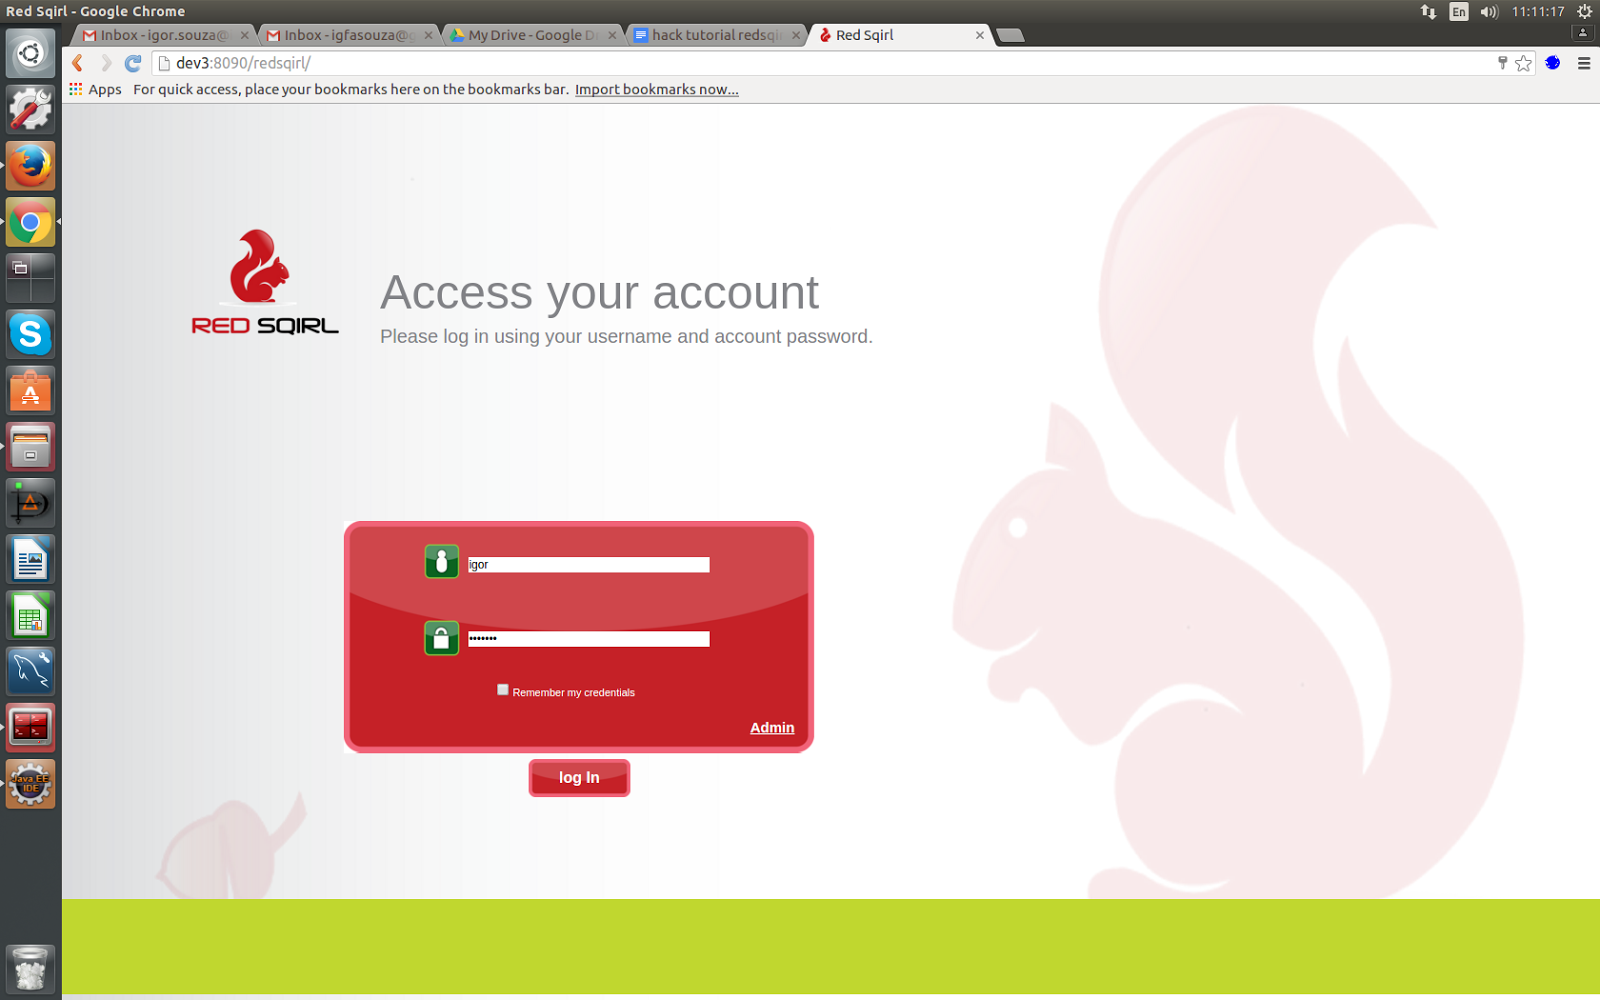 Red Sqirl - Google Chrome
En
11:11:17
Inbox - igor.souza@
Inbox - igfasouza@g
My Drive - Google D
hack tutorial redsqi
Red Sqirl
dev3:8090/redsqirl/
Apps For quick access, place your bookmarks here on the bookmarks bar. Import bookmarks now...
RED SQIRL
Access your account
Please log in using your username and account password.
igor
•••••••
Remember my credentials
Admin
log In
Java EE
IDE